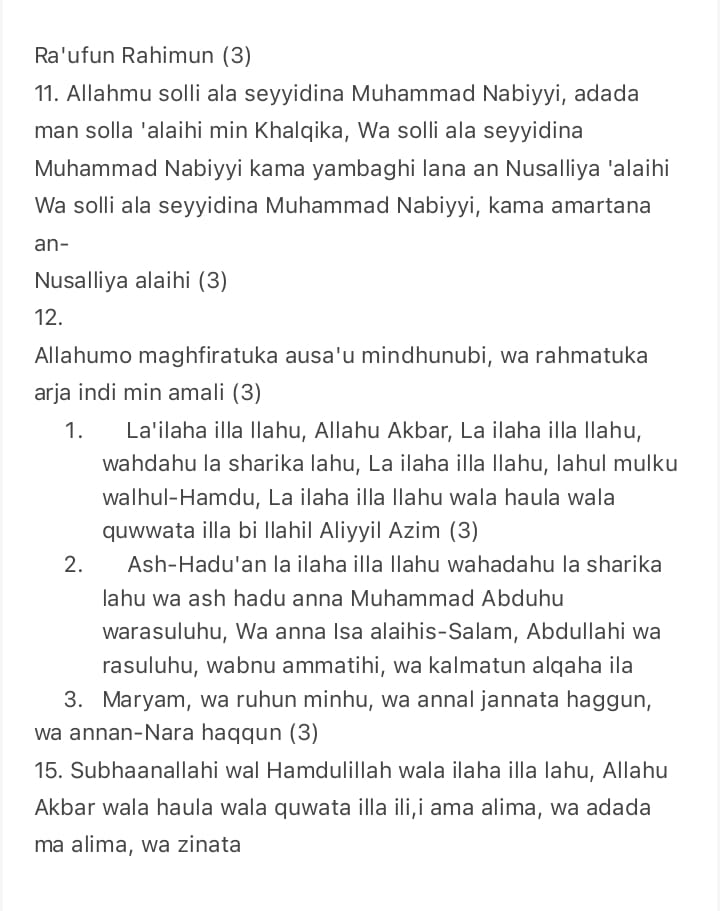 Ra'ufun Rahimun (3)
11. Allahmu solli ala seyyidina Muhammad Nabiyyi, adada
man solla 'alaihi min Khalqika, Wa solli ala seyyidina
Muhammad Nabiyyi kama yambaghi lana an Nusalliya 'alaihi
Wa solli ala seyyidina Muhammad Nabiyyi, kama amartana
an-
Nusalliya alaihi (3)
12.
Allahumo maghfiratuka ausa'u mindhunubi, wa rahmatuka
arja indi min amali (3)
1. La'ilaha illa llahu, Allahu Akbar, La ilaha illa llahu,
wahdahu la sharika lahu, La ilaha illa llahu, lahul mulku
walhul-Hamdu, La ilaha illa llahu wala haula wala
quwwata illa bi llahil Aliyyil Azim (3)
2. Ash-Hadu'an la ilaha illa llahu wahadahu la sharika
lahu wa ash hadu anna Muhammad Abduhu
warasuluhu, Wa anna Isa alaihis-Salam, Abdullahi wa
rasuluhu, wabnu ammatihi, wa kalmatun alqaha ila
3. Maryam, wa ruhun minhu, wa annal jannata haggun,
wa annan-Nara haqqun (3)
15. Subhaanallahi wal Hamdulillah wala ilaha illa lahu, Allahu
Akbar wala haula wala quwata illa ili,i ama alima, wa adada
ma alima, wa zinata